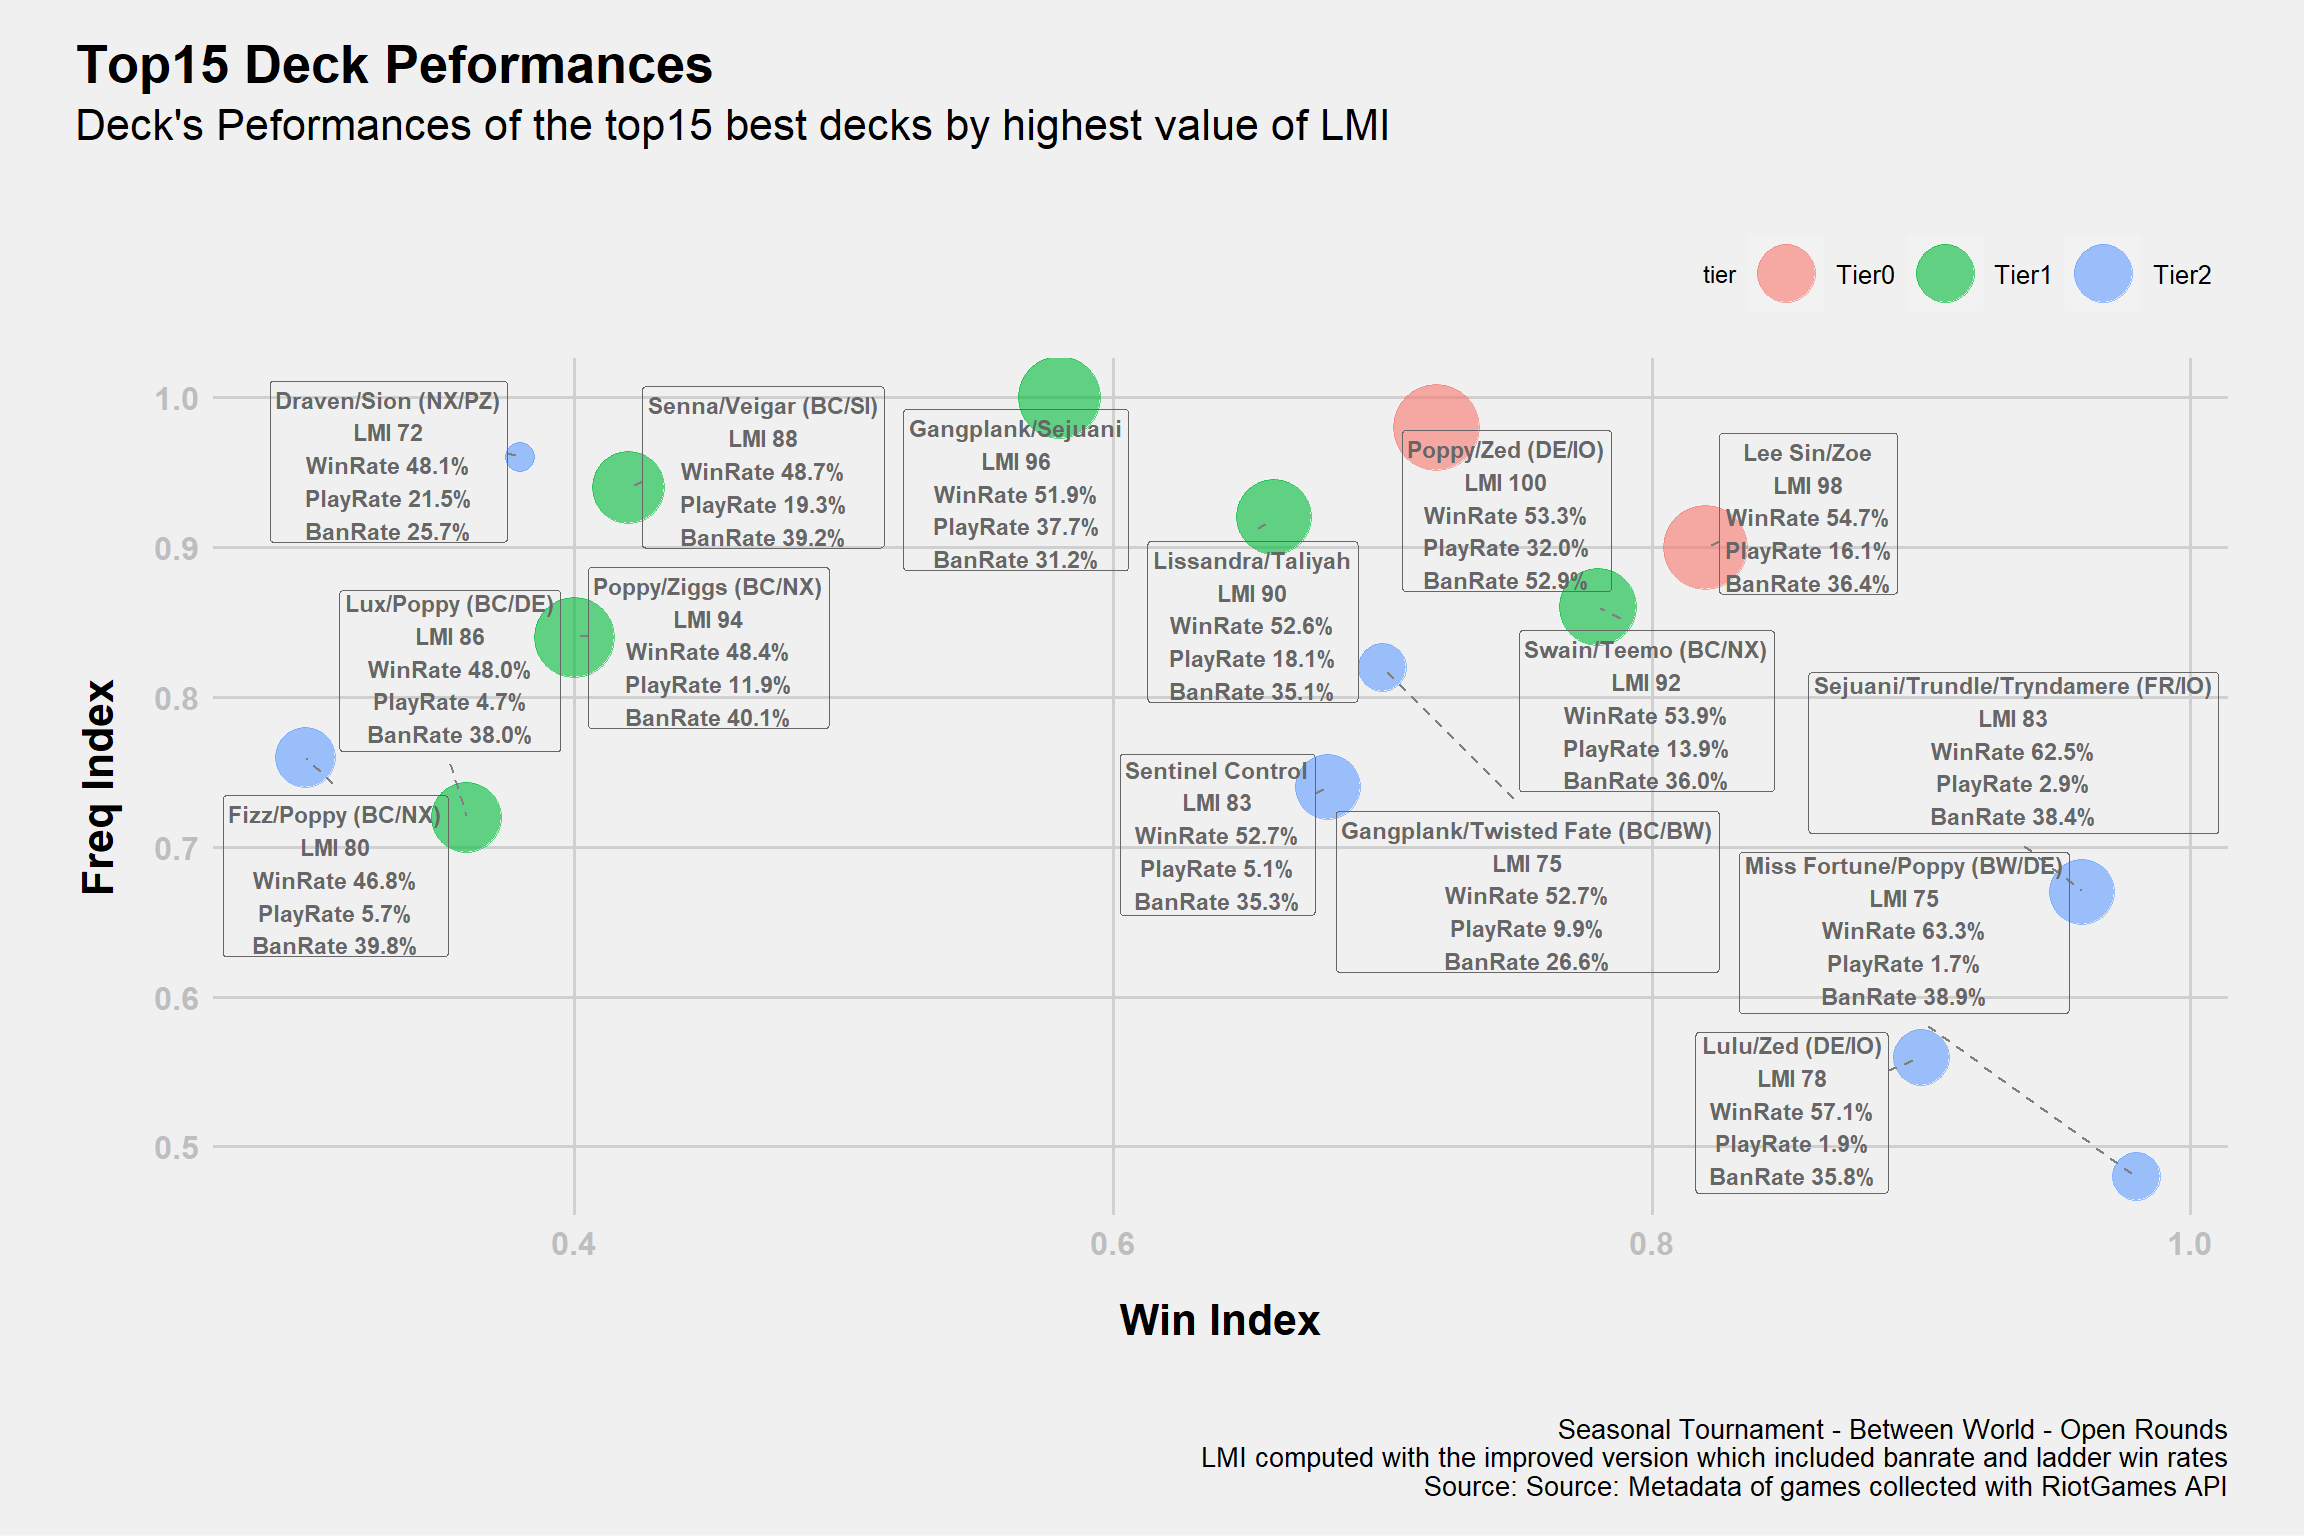 Top15 Deck Peformances
Deck's Peformances of the top15 best decks by highest value of LMI
tier
Tier0
Tier1
Tier2
Freq Index
1.0
0.9
0.8
0.7
0.6
0.5
Draven/Sion (NX/PZ)
LMI 72
WinRate 48.1%
PlayRate 21.5%
BanRate 25.7%
Senna/Veigar (BC/SI)
LMI 88
WinRate 48.7%
PlayRate 19.3%
BanRate 39.2%
Gangplank/Sejuani
LMI 96
WinRate 51.9%
PlayRate 37.7%
BanRate 31.2%
Poppy/Zed (DE/IO)
LMI 100
WinRate 53.3%
PlayRate 32.0%
BanRate 52.9%
Lee Sin/Zoe
LMI 98
WinRate 54.7%
PlayRate 16.1%
BanRate 36.4%
Lissandra/Taliyah
LMI 90
WinRate 52.6%
PlayRate 18.1%
BanRate 35.1%
Poppy/Ziggs (BC/NX)
LMI 94
WinRate 48.4%
PlayRate 11.9%
BanRate 40.1%
Lux/Poppy (BC/DE)
LMI 86
WinRate 48.0%
PlayRate 4.7%
BanRate 38.0%
Swain/Teemo (BC/NX)
LMI 92
WinRate 53.9%
PlayRate 13.9%
BanRate 36.0%
Sejuani/Trundle/Tryndamere (FR/IO)
LMI 83
WinRate 62.5%
PlayRate 2.9%
BanRate 38.4%
Sentinel Control
LMI 83
WinRate 52.7%
PlayRate 5.1%
BanRate 35.3%
Fizz/Poppy (BC/NX)
LMI 80
WinRate 46.8%
PlayRate 5.7%
BanRate 39.8%
Gangplank/Twisted Fate (BC/BW)
LMI 75
WinRate 52.7%
PlayRate 9.9%
BanRate 26.6%
Miss Fortune/Poppy (BW/DE)
LMI 75
WinRate 63.3%
PlayRate 1.7%
BanRate 38.9%
Lulu/Zed (DE/IO)
LMI 78
WinRate 57.1%
PlayRate 1.9%
BanRate 35.8%
0.4
0.6
0.8
1.0
Win Index
Seasonal Tournament - Between World - Open Rounds
LMI computed with the improved version which included banrate and ladder win rates
Source: Source: Metadata of games collected with RiotGames API